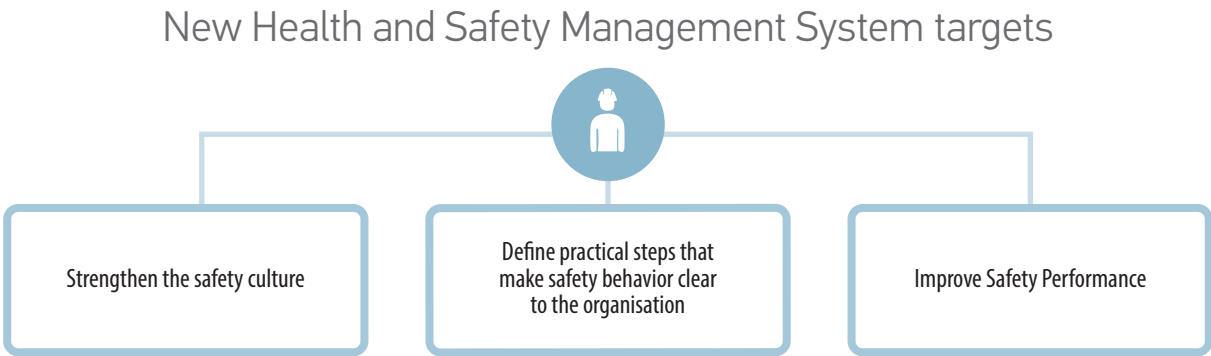 New Health and Safety Management System targets
Strengthen the safety culture
Define practical steps that
make safety behavior clear
to the organisation
Improve Safety Performance